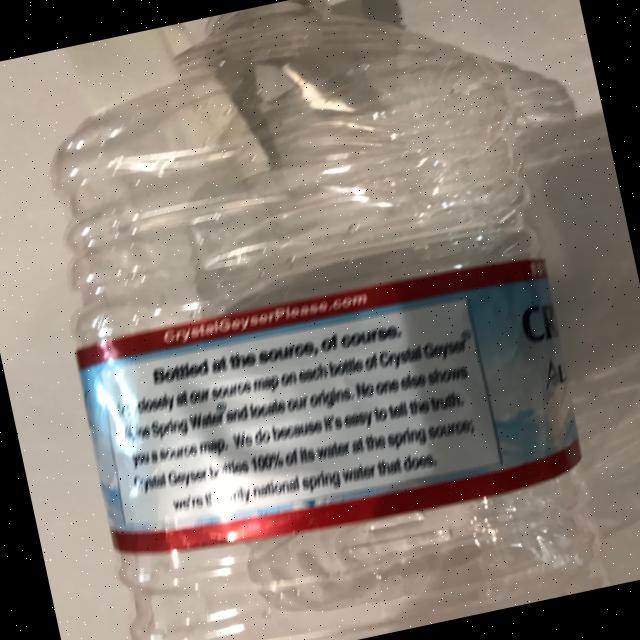 CrystalGeyserPlease.com
Bottled at the source, of course.
closely at our source map on each bottle of Crystal Geyser®
Spring Water® and locate our origins. No one else shows
you a source map. We do because it's easy to tell the truth.
Crystal Geyser bottles 100% of its water at the spring source;
we're the only national spring water that does.
CR
AL